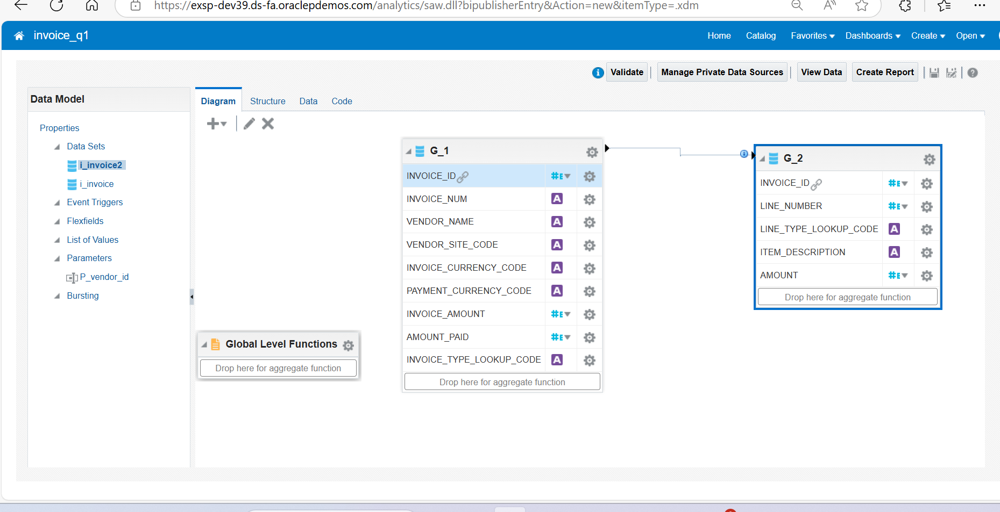 https://exsp-dev39.ds-fa.oraclepdemos.com/analytics/saw.dll?bipublisherEntry&Action=new&itemType=.xdm
invoice_q1
Home Catalog Favorites Dashboards Create Open
Validate Manage Private Data Sources View Data Create Report
Data Model
Properties
Data Sets
i_invoice2
i_invoice
Event Triggers
Flexfields
List of Values
Parameters
P_vendor_id
Bursting
Diagram Structure Data Code
Global Level Functions
Drop here for aggregate function
G_1
INVOICE_ID
INVOICE_NUM
VENDOR_NAME
VENDOR_SITE_CODE
INVOICE_CURRENCY_CODE
PAYMENT_CURRENCY_CODE
INVOICE_AMOUNT
AMOUNT_PAID
INVOICE_TYPE_LOOKUP_CODE
Drop here for aggregate function
G_2
INVOICE_ID
LINE_NUMBER
LINE_TYPE_LOOKUP_CODE
ITEM_DESCRIPTION
AMOUNT
Drop here for aggregate function